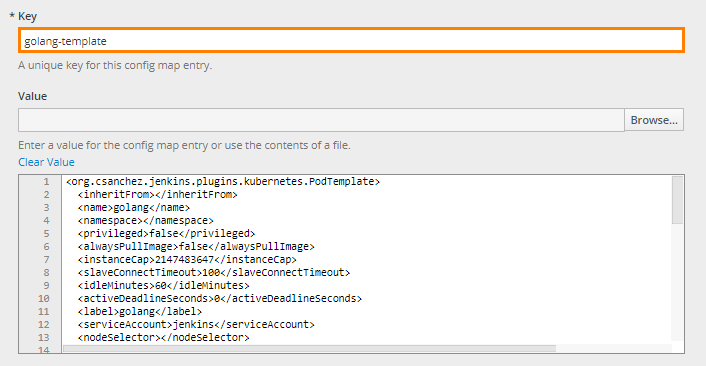 * Key
golang-template
A unique key for this config map entry.
Value
Browse...
Enter a value for the config map entry or use the contents of a file.
Clear Value
1 <org.csanchez.jenkins.plugins.kubernetes.PodTemplate>
2 <inheritFrom></inheritFrom>
3 <name>golang</name>
4 <namespace></namespace>
5 <privileged>false</privileged>
6 <alwaysPullImage>false</alwaysPullImage>
7 <instanceCap>2147483647</instanceCap>
8 <slaveConnectTimeout>100</slaveConnectTimeout>
9 <idleMinutes>60</idleMinutes>
10 <activeDeadlineSeconds>0</activeDeadlineSeconds>
11 <label>golang</label>
12 <serviceAccount>jenkins</serviceAccount>
13 <nodeSelector></nodeSelector>
14